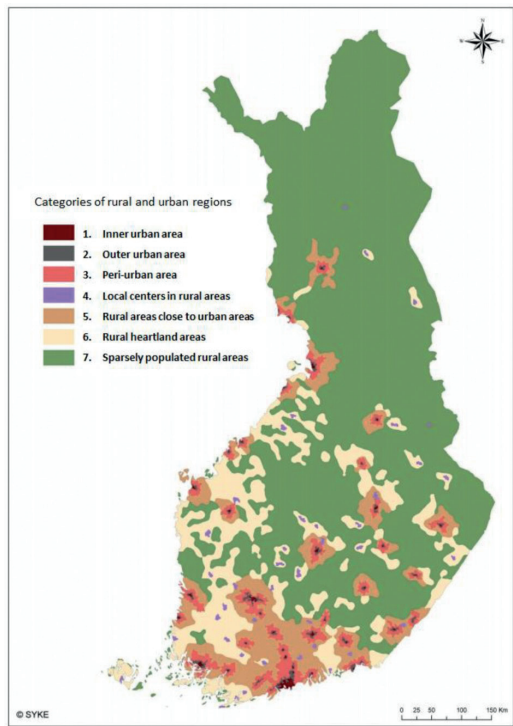 N
W E
S
Categories of rural and urban regions
1. Inner urban area
2. Outer urban area
3. Peri-urban area
4. Local centers in rural areas
5. Rural areas close to urban areas
6. Rural heartland areas
7. Sparsely populated rural areas
© SYKE
0 25 50 100 150 Km